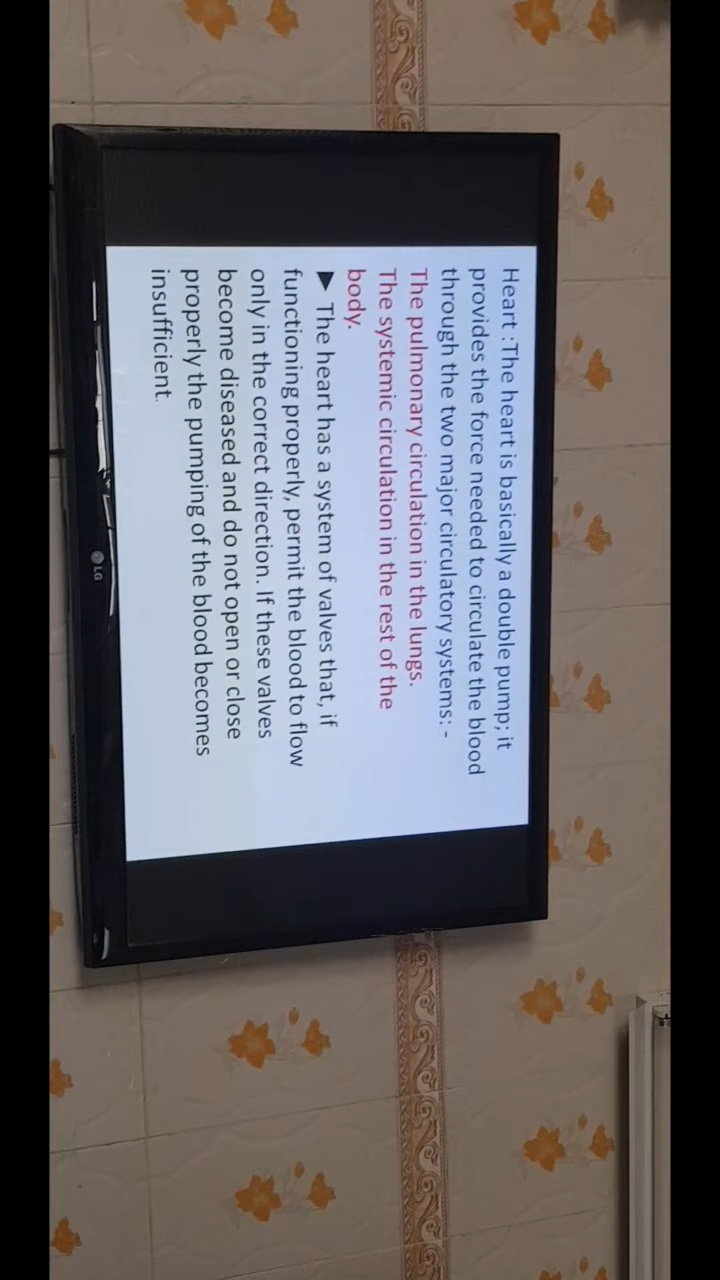 Heart :The heart is basically a double pump; it
provides the force needed to circulate the blood
through the two major circulatory systems: -
The pulmonary circulation in the lungs.
The systemic circulation in the rest of the
body.
► The heart has a system of valves that, if
functioning properly, permit the blood to flow
only in the correct direction. If these valves
become diseased and do not open or close
properly the pumping of the blood becomes
insufficient.
LG